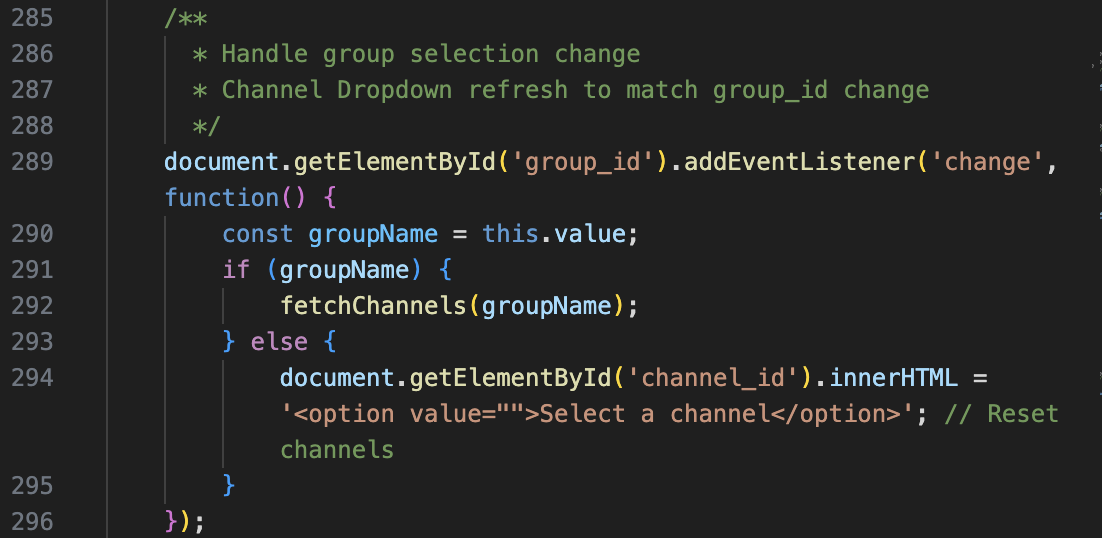 285 /**
286 * Handle group selection change
287 * Channel Dropdown refresh to match group_id change
288 */
289 document.getElementById('group_id').addEventListener('change',
function() {
290 const groupName = this.value;
291 if (groupName) {
292 fetchChannels(groupName);
293 } else {
294 document.getElementById('channel_id').innerHTML =
'<option value="">Select a channel</option>'; // Reset
channels
295 }
296 });